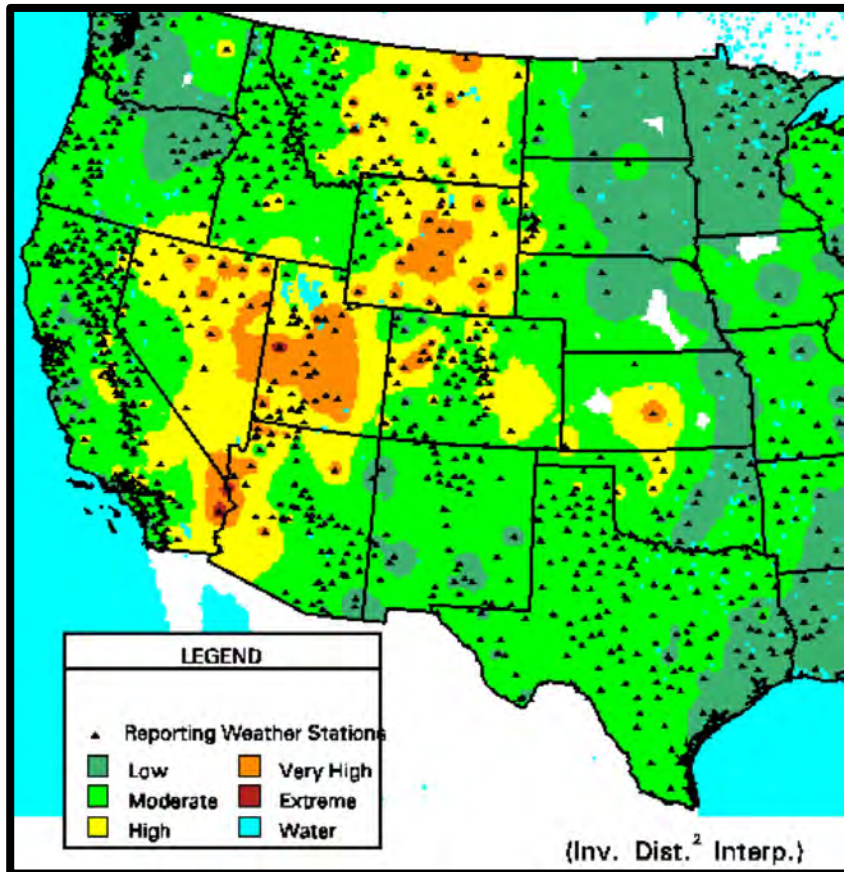 LEGEND
Reporting Weather Stations
Low
Very High
Moderate
Extreme
High
Water
(Inv. Dist.² Interp.)